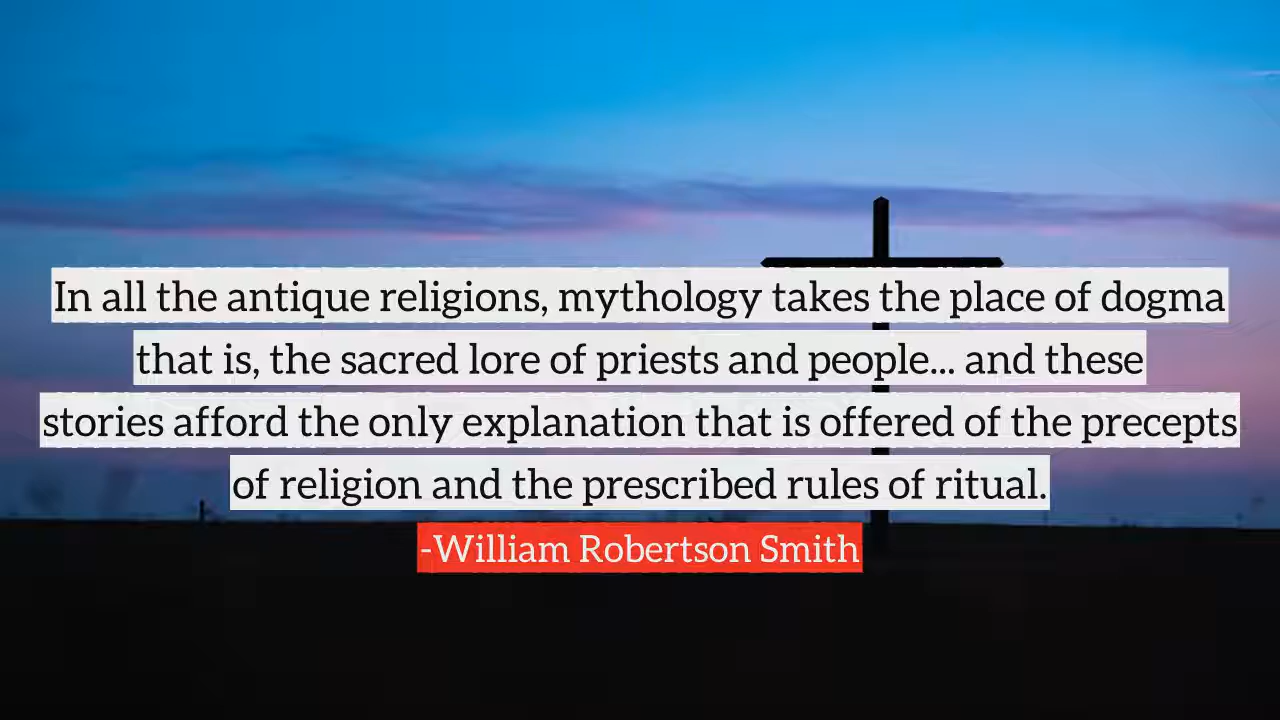 In all the antique religions, mythology takes the place of dogma
that is, the sacred lore of priests and people... and these
stories afford the only explanation that is offered of the precepts
of religion and the prescribed rules of ritual.
-William Robertson Smith